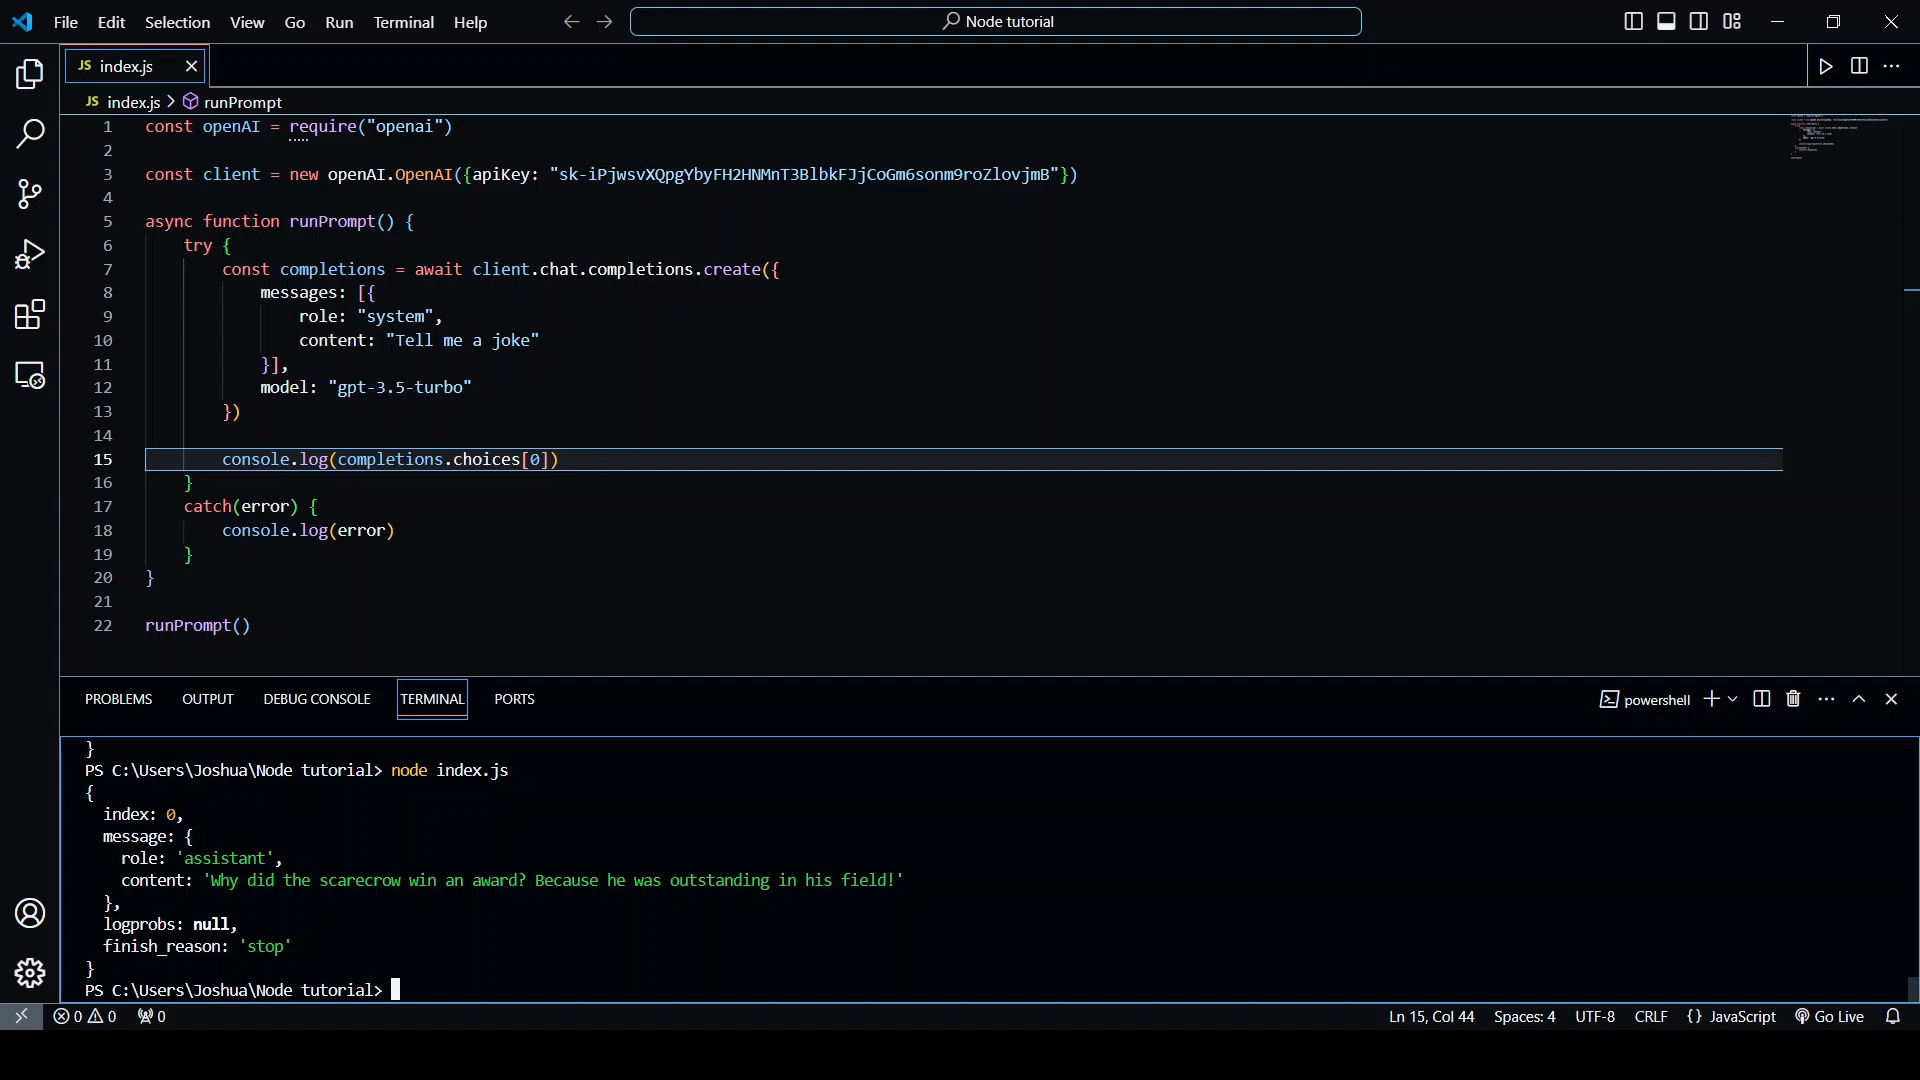 File Edit Selection View Go Run Terminal Help
Node tutorial
JS index.js
JS index.js > runPrompt
1 const openAI = require("openai")
2
3 const client = new openAI.OpenAI({apiKey: "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"})
4
5 async function runPrompt() {
6 try {
7 const completions = await client.chat.completions.create({
8 messages: [{
9 role: "system",
10 content: "Tell me a joke"
11 }],
12 model: "gpt-3.5-turbo"
13 })
14
15 console.log(completions.choices[0])
16 }
17 catch(error) {
18 console.log(error)
19 }
20 }
21
22 runPrompt()
PROBLEMS OUTPUT DEBUG CONSOLE TERMINAL PORTS powershell
}
PS C:\Users\Joshua\Node tutorial> node index.js
{
index: 0,
message: {
role: 'assistant',
content: 'Why did the scarecrow win an award? Because he was outstanding in his field!'
},
logprobs: null,
finish_reason: 'stop'
}
PS C:\Users\Joshua\Node tutorial>
0 0 0 Ln 15, Col 44 Spaces: 4 UTF-8 CRLF {} JavaScript Go Live